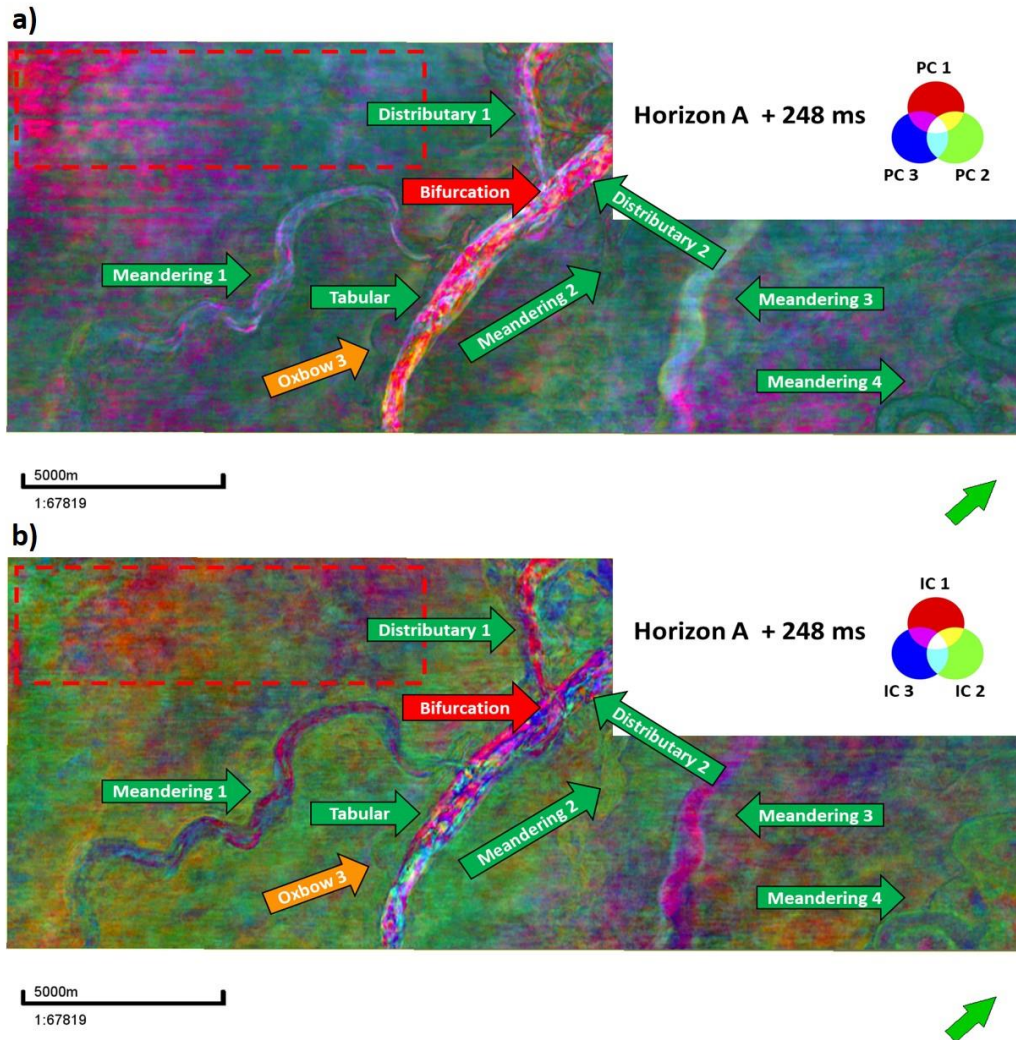 a)
PC 1
Distributary 1
Horizon A + 248 ms
PC 3 PC 2
Bifurcation
Distributary 2
Meandering 1
Tabular
Meandering 2
Meandering 3
Oxbow 3
Meandering 4
5000m
1:67819
b)
IC 1
Distributary 1
Horizon A + 248 ms
IC 3 IC 2
Bifurcation
Distributary 2
Meandering 1
Tabular
Meandering 2
Meandering 3
Oxbow 3
Meandering 4
5000m
1:67819